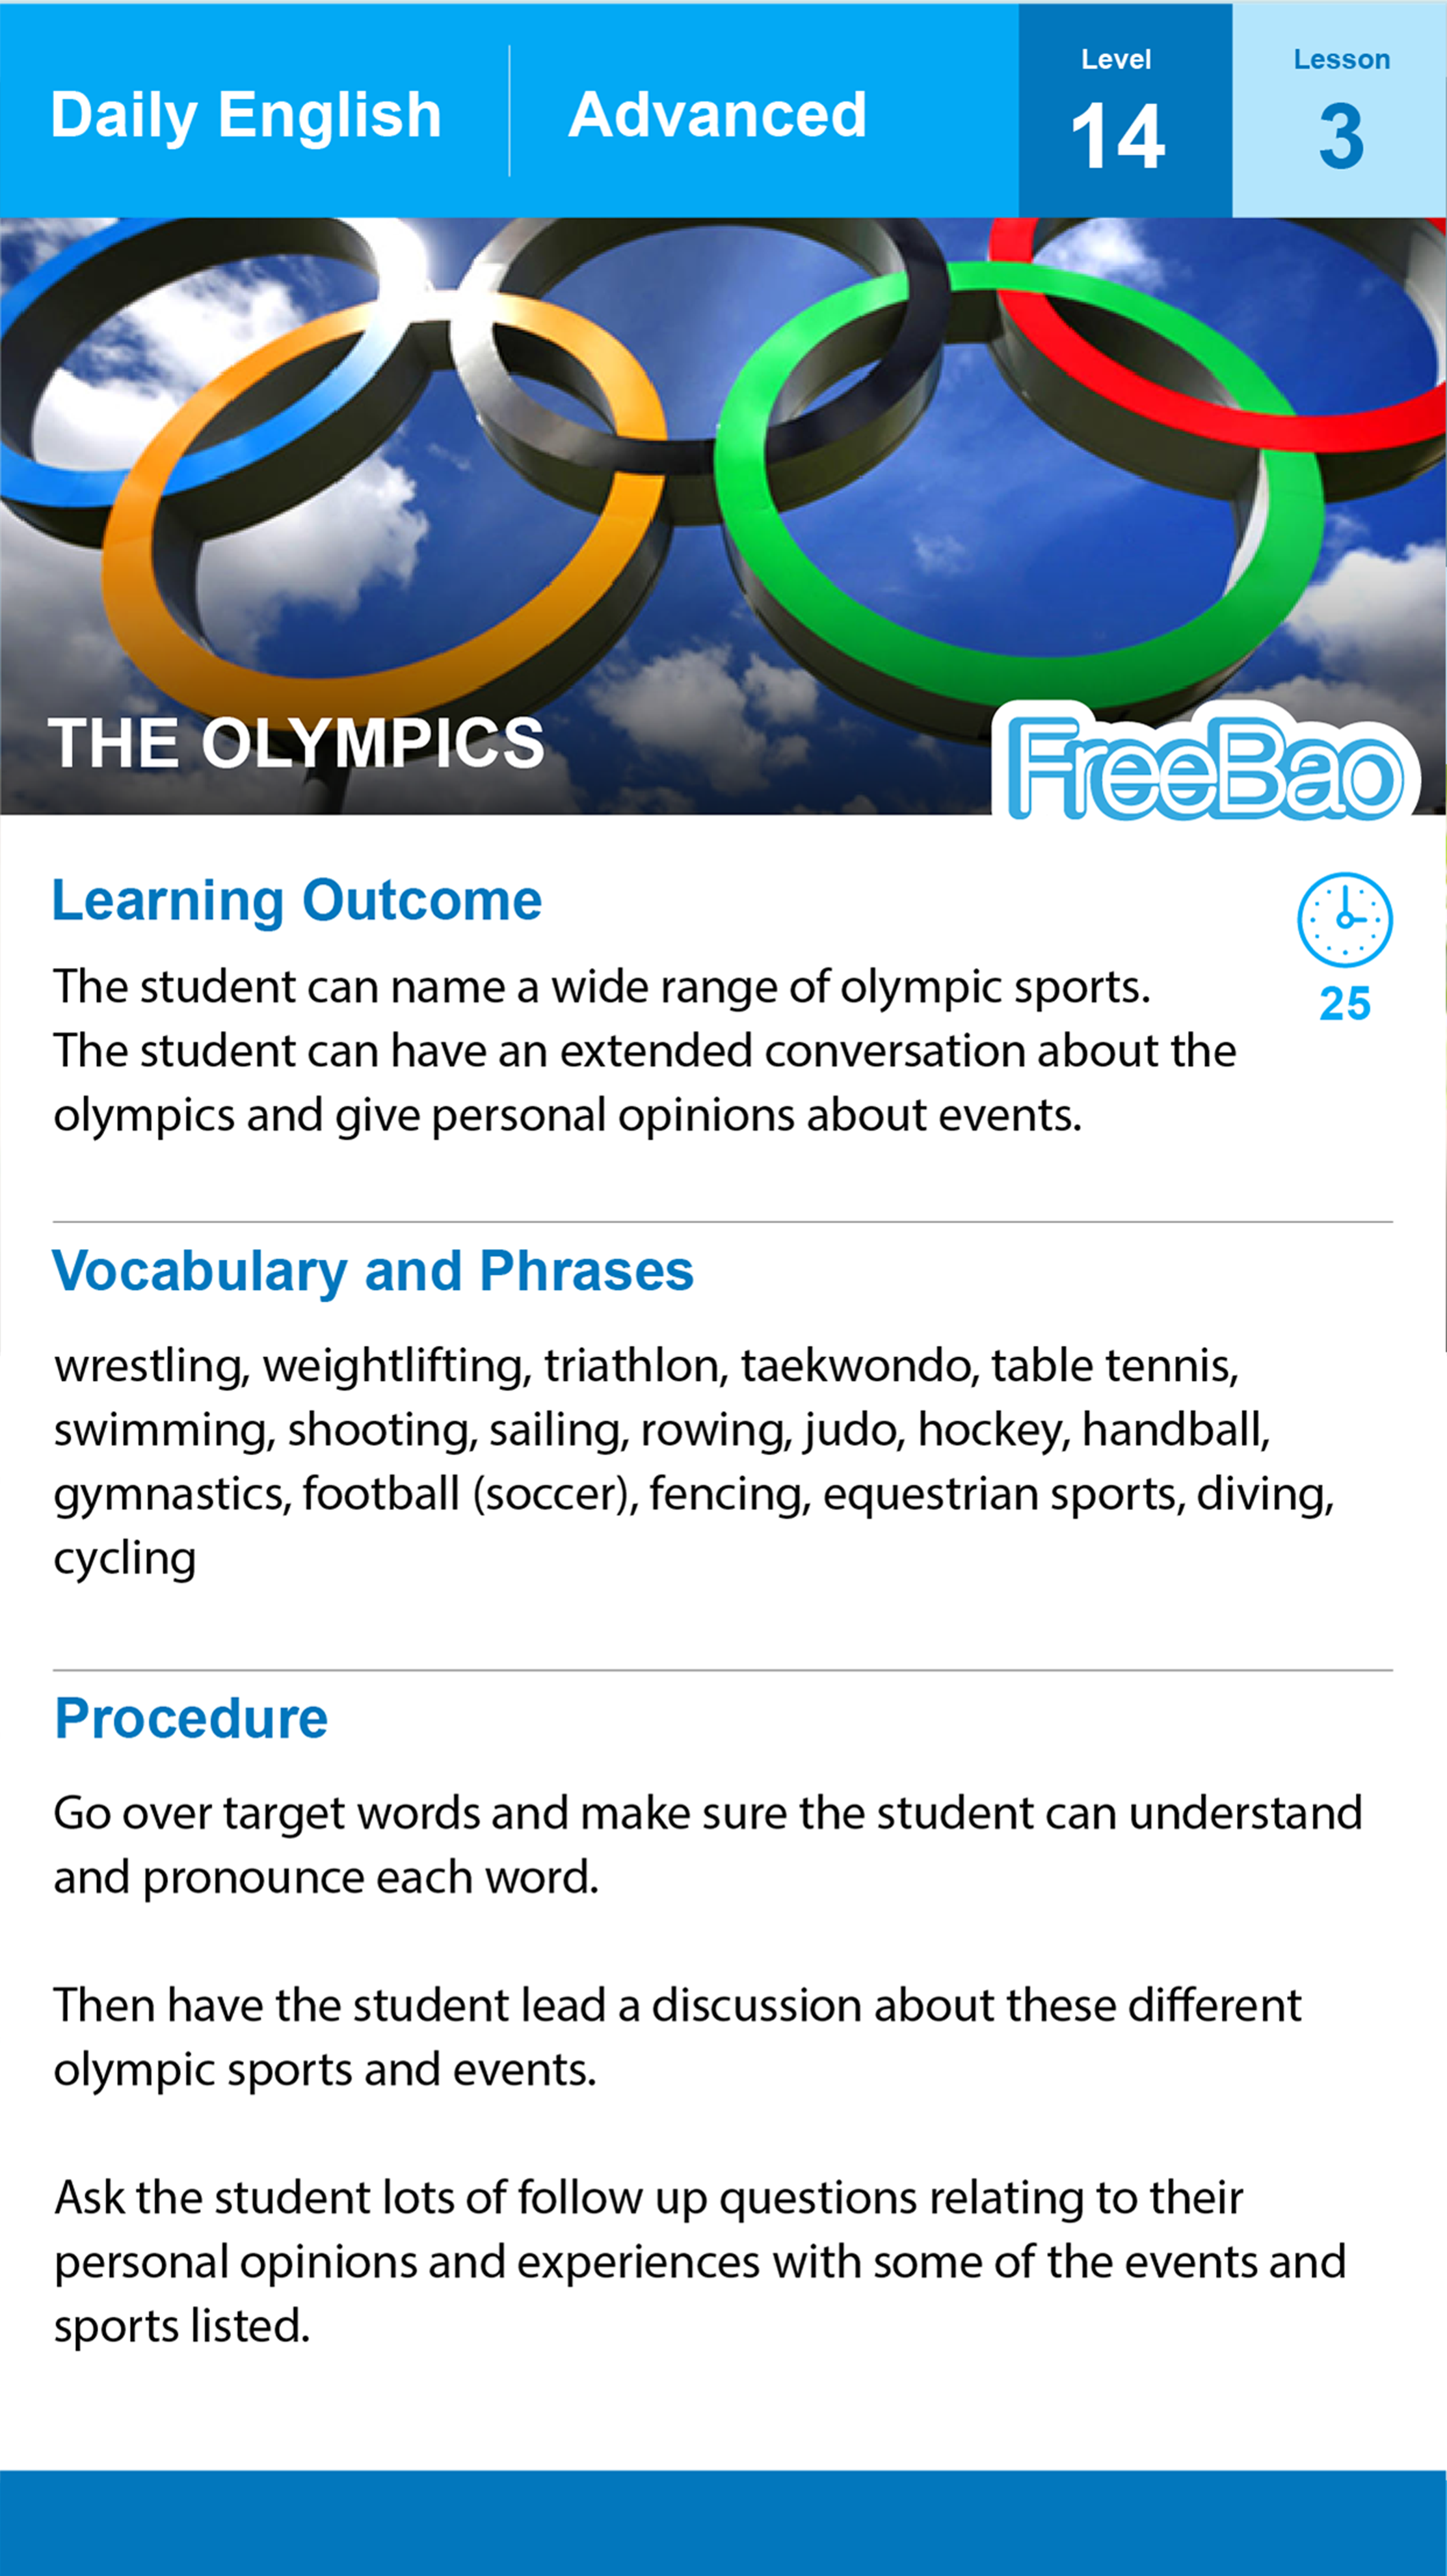 Daily English
Advanced
Level
14
Lesson
3
THE OLYMPICS
FreeBao
Learning Outcome
25
The student can name a wide range of olympic sports.
The student can have an extended conversation about the
olympics and give personal opinions about events.
Vocabulary and Phrases
wrestling, weightlifting, triathlon, taekwondo, table tennis,
swimming, shooting, sailing, rowing, judo, hockey, handball,
gymnastics, football (soccer), fencing, equestrian sports, diving,
cycling
Procedure
Go over target words and make sure the student can understand
and pronounce each word.
Then have the student lead a discussion about these different
olympic sports and events.
Ask the student lots of follow up questions relating to their
personal opinions and experiences with some of the events and
sports listed.